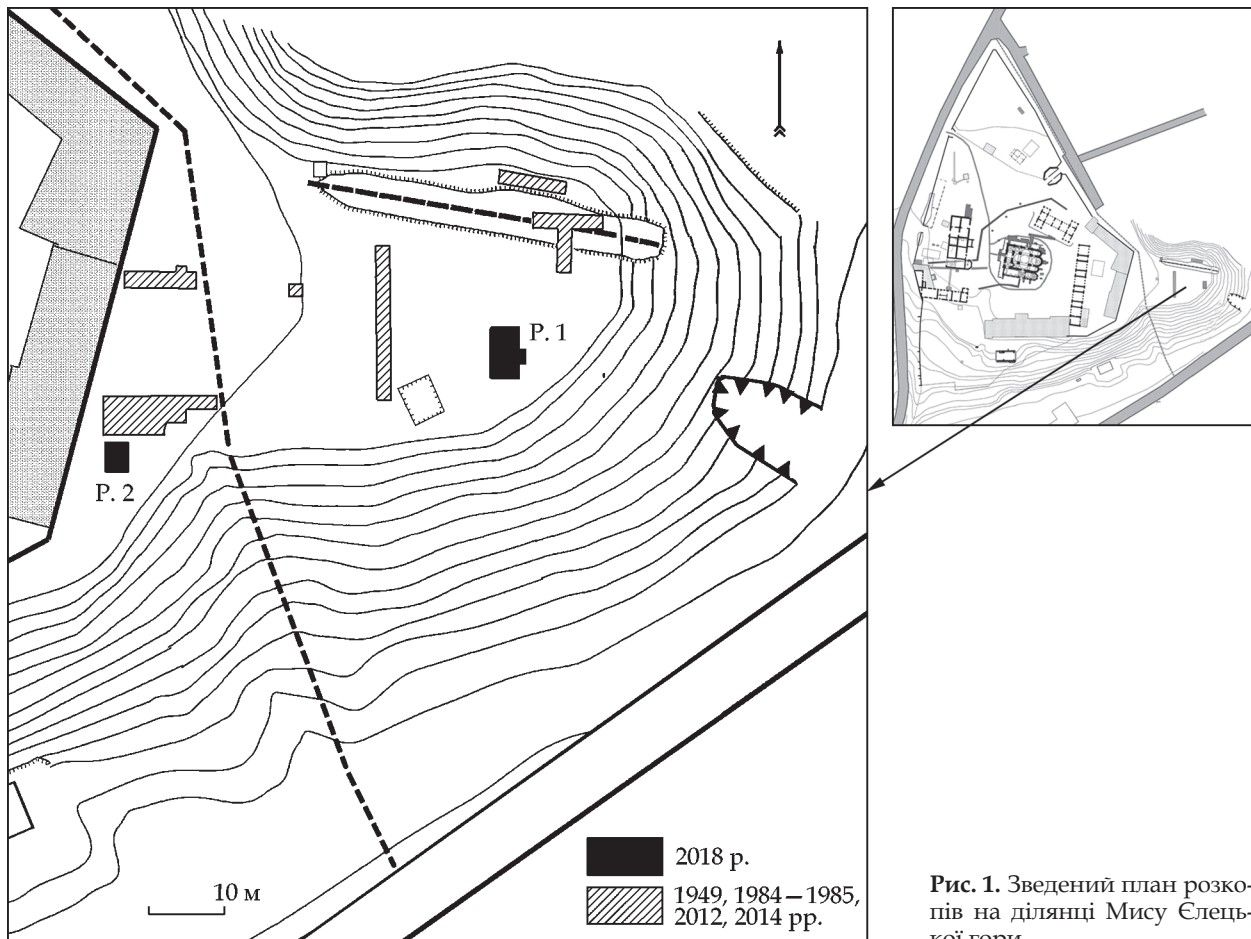 Р. 1
Р. 2
10 м
2018 р.
1949, 1984—1985,
2012, 2014 рр.
Рис. 1. Зведений план розко-
пів на ділянці Мису Єлець-
кої гори